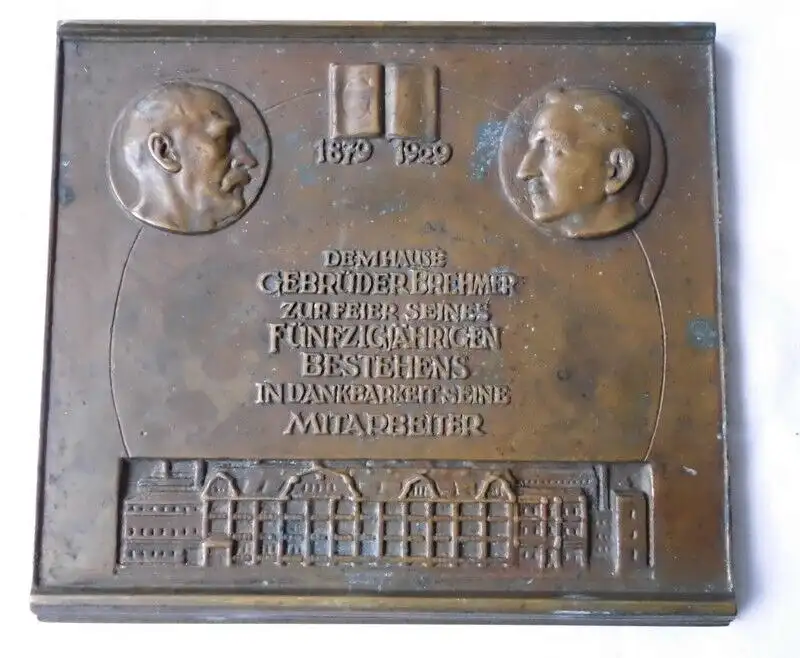 1879 1929
DEM HAUSE
GEBRÜDER BREHMER
ZUR FEIER SEINES
FÜNFZIGJÄHRIGEN
BESTEHENS
IN DANKBARKEIT SEINE
MITARBEITER